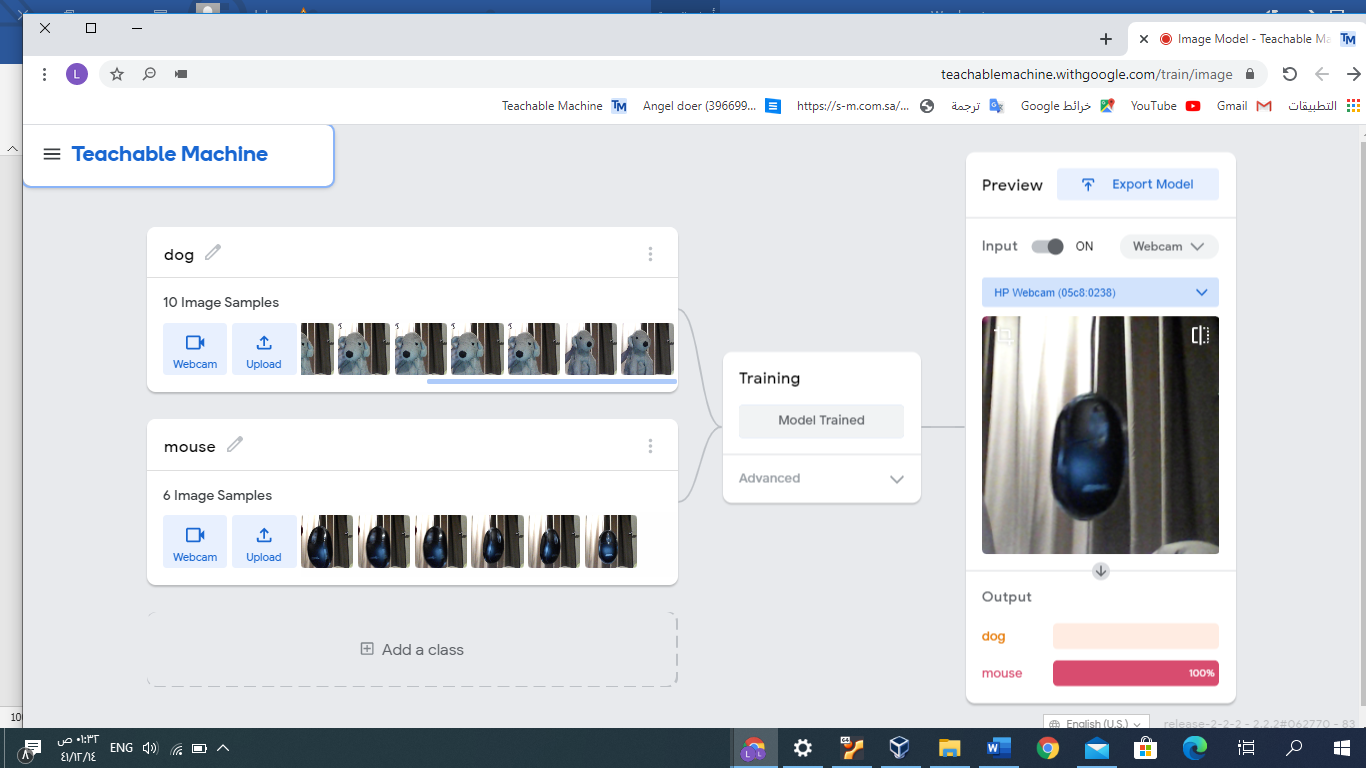 Image Model - Teachable Ma
teachablemachine.withgoogle.com/train/image
L
التطبيقات
Gmail
YouTube
خرائط Google
ترجمة
https://s-m.com.sa/...
Angel doer (396699...
Teachable Machine
Teachable Machine
dog
10 Image Samples
Webcam
Upload
mouse
6 Image Samples
Webcam
Upload
Add a class
Training
Model Trained
Advanced
Preview
Export Model
Input
ON
Webcam
HP Webcam (05c8:0238)
Output
dog
mouse
100%
English (U.S.)
release-2-2-2 - 2.2.2#062770 - 83
10
ENG
٠١:٣٢ ص
٤١/١٢/١٤
٨